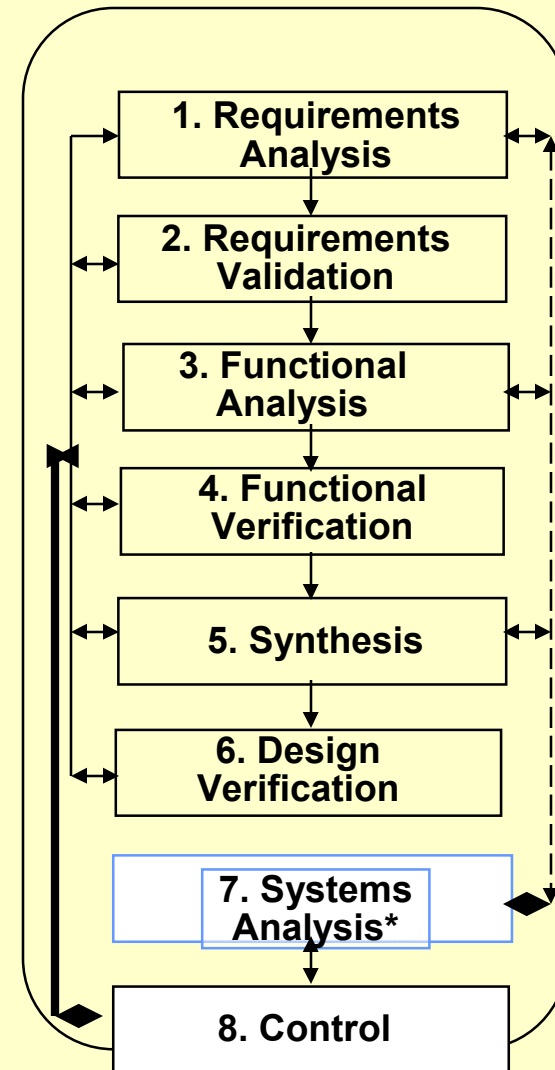 1. Requirements
Analysis
2. Requirements
Validation
3. Functional
Analysis
4. Functional
Verification
5. Synthesis
6. Design
Verification
7. Systems
Analysis*
8. Control